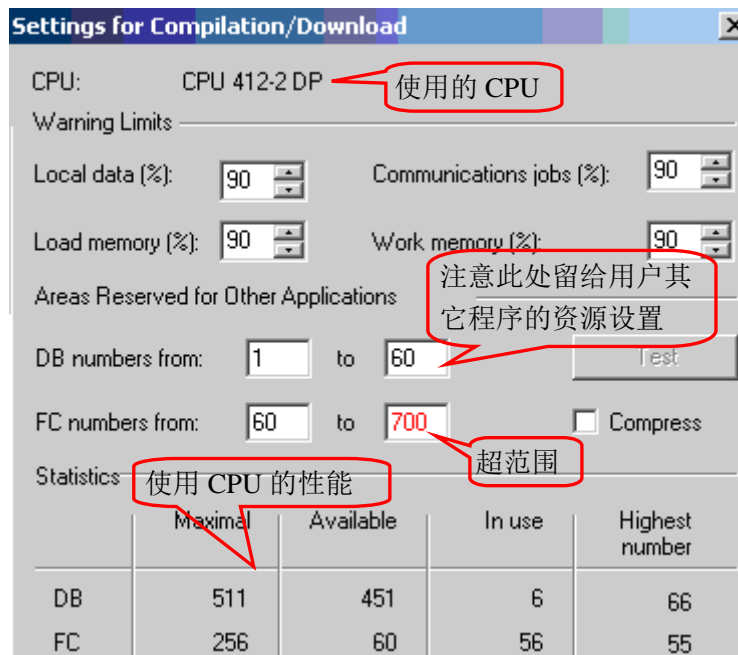 Settings for Compilation/Download
CPU: CPU 412-2 DP
使用的 CPU
Warning Limits
Local data (%): 90 Communications jobs (%): 90
Load memory (%): 90 Work memory (%): 90
注意此处留给用户其
它程序的资源设置
Areas Reserved for Other Applications
DB numbers from: 1 to 60 Test
FC numbers from: 60 to 700 Compress
超范围
Statistics
使用 CPU 的性能
Maximal Available In use Highest number
DB 511 451 6 66
FC 256 60 56 55